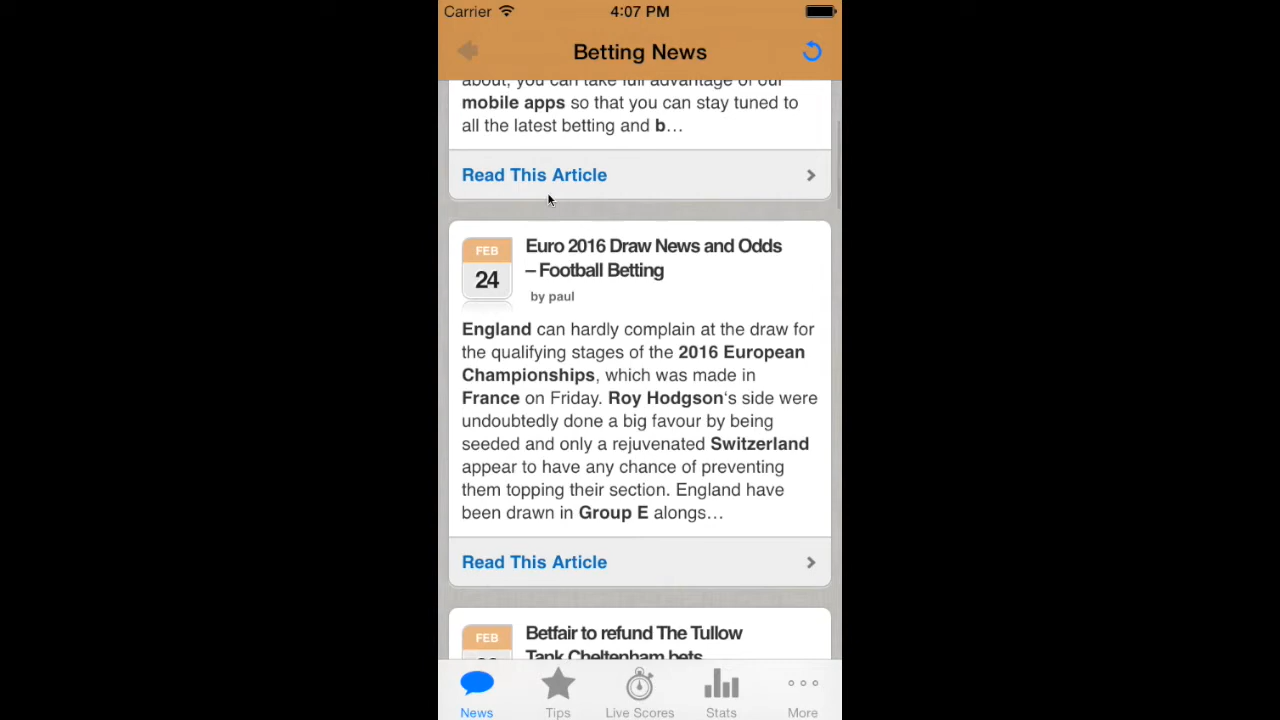 Carrier 4:07 PM
Betting News
about, you can take full advantage of our
mobile apps so that you can stay tuned to
all the latest betting and b…
Read This Article
FEB
24
Euro 2016 Draw News and Odds
– Football Betting
by paul
England can hardly complain at the draw for
the qualifying stages of the 2016 European
Championships, which was made in
France on Friday. Roy Hodgson‘s side were
undoubtedly done a big favour by being
seeded and only a rejuvenated Switzerland
appear to have any chance of preventing
them topping their section. England have
been drawn in Group E alongs…
Read This Article
FEB
Betfair to refund The Tullow
Tank Cheltenham bets
News Tips Live Scores Stats More